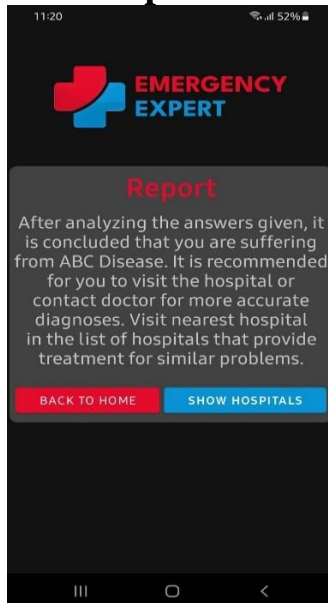 11:20
52%
EMERGENCY
EXPERT
Report
After analyzing the answers given, it
is concluded that you are suffering
from ABC Disease. It is recommended
for you to visit the hospital or
contact doctor for more accurate
diagnoses. Visit nearest hospital
in the list of hospitals that provide
treatment for similar problems.
BACK TO HOME
SHOW HOSPITALS